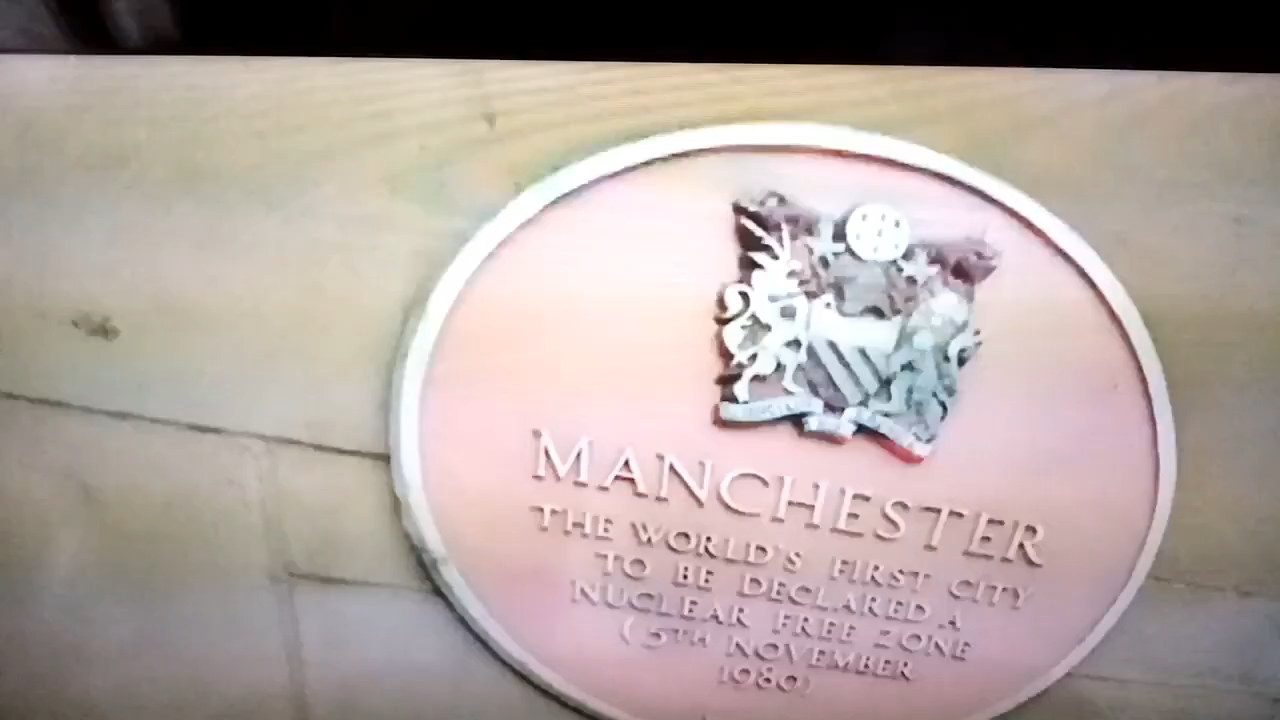 MANCHESTER
THE WORLD'S FIRST CITY
TO BE DECLARED A
NUCLEAR FREE ZONE
(5TH NOVEMBER
1980)